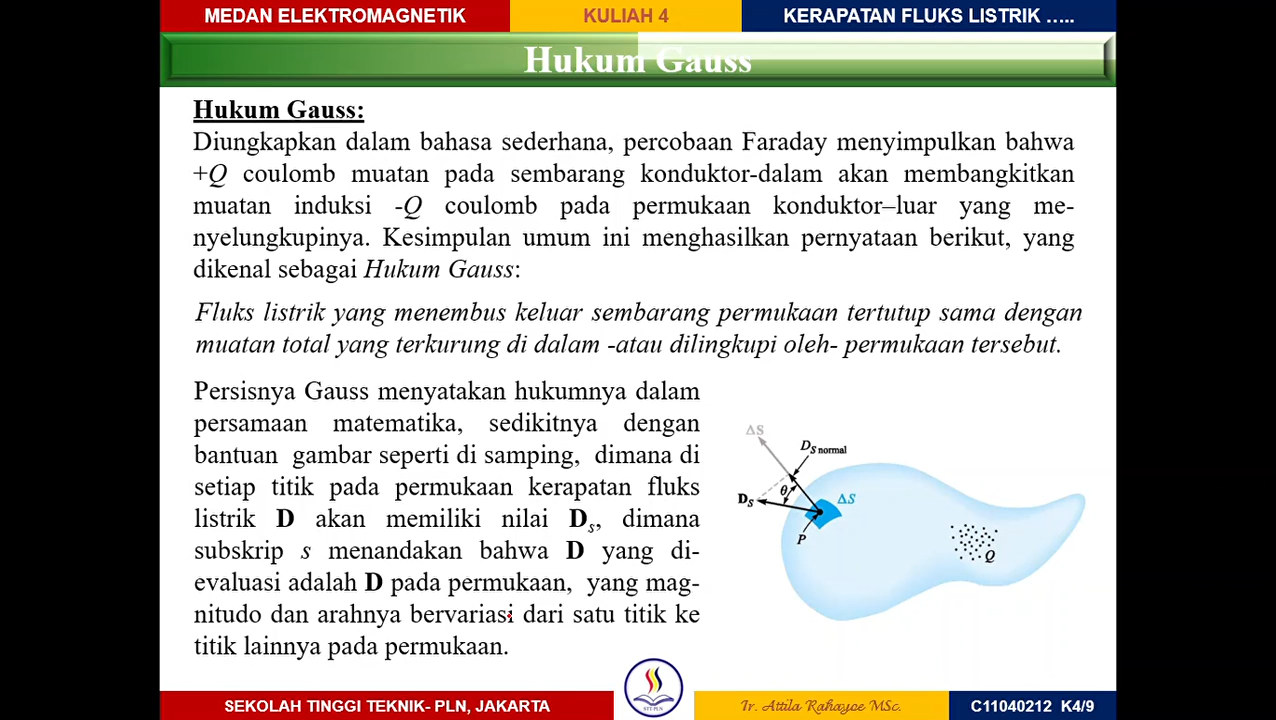 MEDAN ELEKTROMAGNETIK
KULIAH 4
KERAPATAN FLUKS LISTRIK …..
Hukum Gauss
Hukum Gauss:
Diungkapkan dalam bahasa sederhana, percobaan Faraday menyimpulkan bahwa
+Q coulomb muatan pada sembarang konduktor-dalam akan membangkitkan
muatan induksi -Q coulomb pada permukaan konduktor–luar yang me-
nyelungkupinya. Kesimpulan umum ini menghasilkan pernyataan berikut, yang
dikenal sebagai Hukum Gauss:
Fluks listrik yang menembus keluar sembarang permukaan tertutup sama dengan
muatan total yang terkurung di dalam -atau dilingkupi oleh- permukaan tersebut.
Persisnya Gauss menyatakan hukumnya dalam
persamaan matematika, sedikitnya dengan
bantuan gambar seperti di samping, dimana di
setiap titik pada permukaan kerapatan fluks
listrik D akan memiliki nilai Ds, dimana
subskrip s menandakan bahwa D yang di-
evaluasi adalah D pada permukaan, yang mag-
nitudo dan arahnya bervariasi dari satu titik ke
titik lainnya pada permukaan.
ΔS
DS normal
θ
DS
ΔS
P
Q
STT PLN
SEKOLAH TINGGI TEKNIK- PLN, JAKARTA
Ir. Attila Rahayoe MSc.
C11040212 K4/9